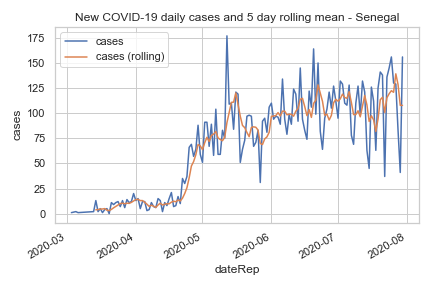 New COVID-19 daily cases and 5 day rolling mean - Senegal
cases
cases (rolling)
175
150
125
100
75
50
25
0
cases
2020-03
2020-04
2020-05
2020-06
2020-07
2020-08
dateRep